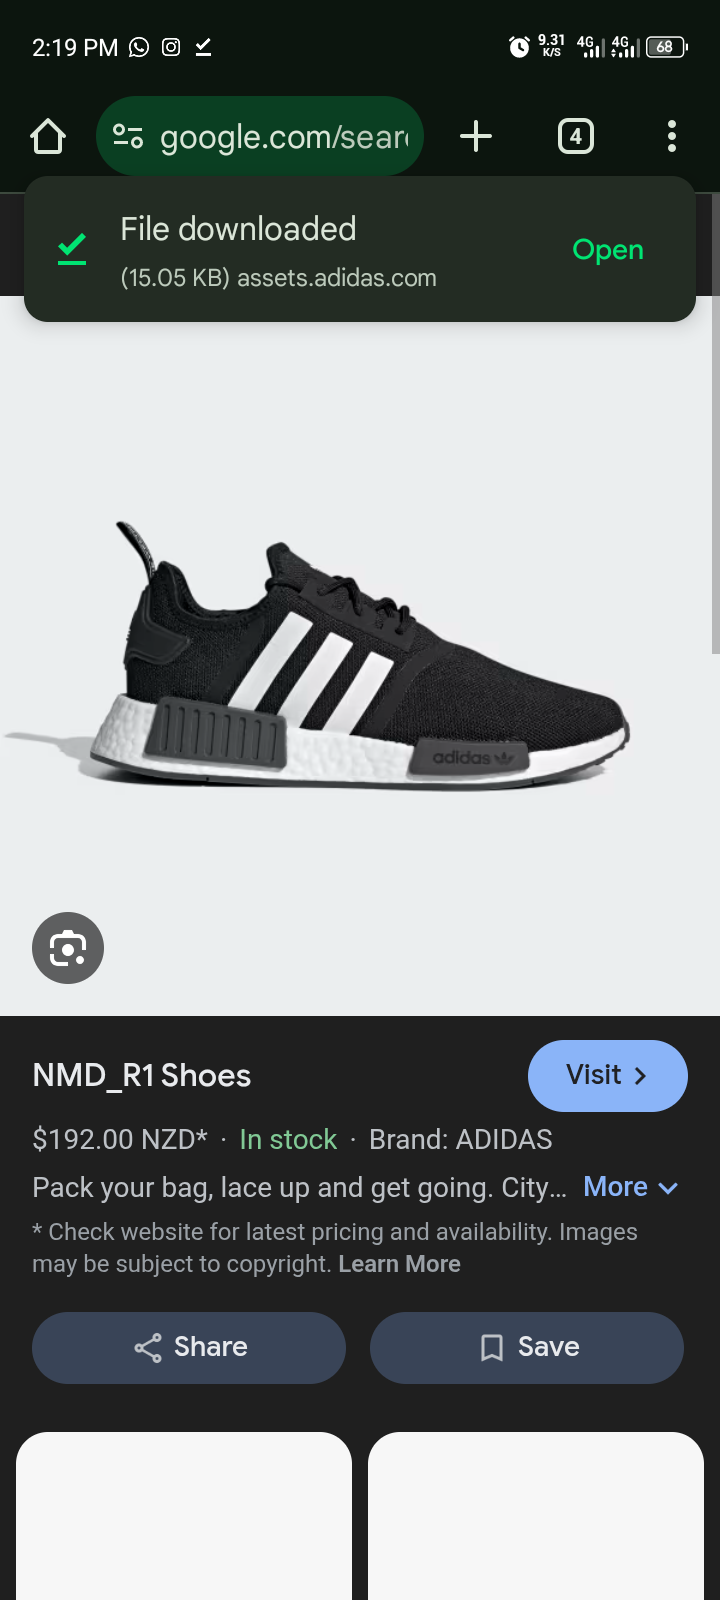 2:19 PM
9.31
K/S
4G
4G
68
google.com/sear
4
File downloaded
Open
(15.05 KB) assets.adidas.com
adidas
NMD_R1 Shoes
Visit
$192.00 NZD* · In stock · Brand: ADIDAS
Pack your bag, lace up and get going. City... More
* Check website for latest pricing and availability. Images
may be subject to copyright. Learn More
Share
Save